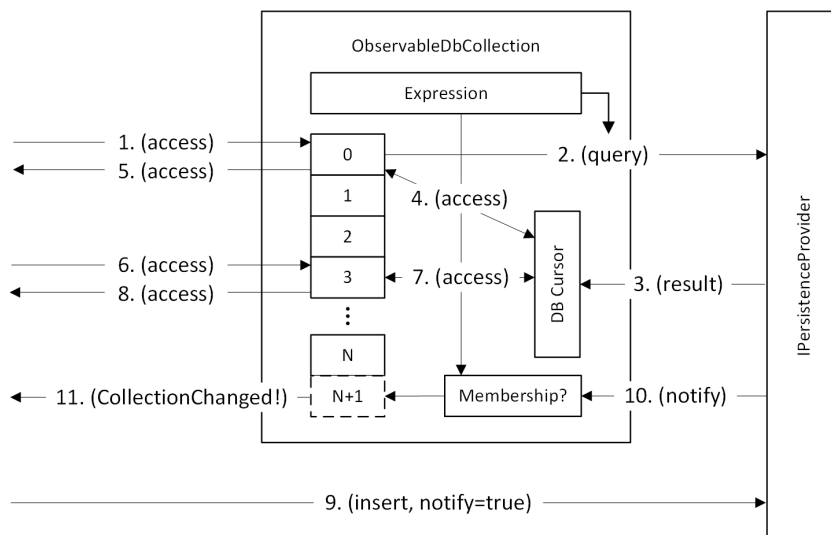 ObservableDbCollection
Expression
1. (access)
0
2. (query)
5. (access)
1
4. (access)
2
6. (access)
3
7. (access)
DB Cursor
3. (result)
8. (access)
IPersistenceProvider
N
11. (CollectionChanged!)
N+1
Membership?
10. (notify)
9. (insert, notify=true)